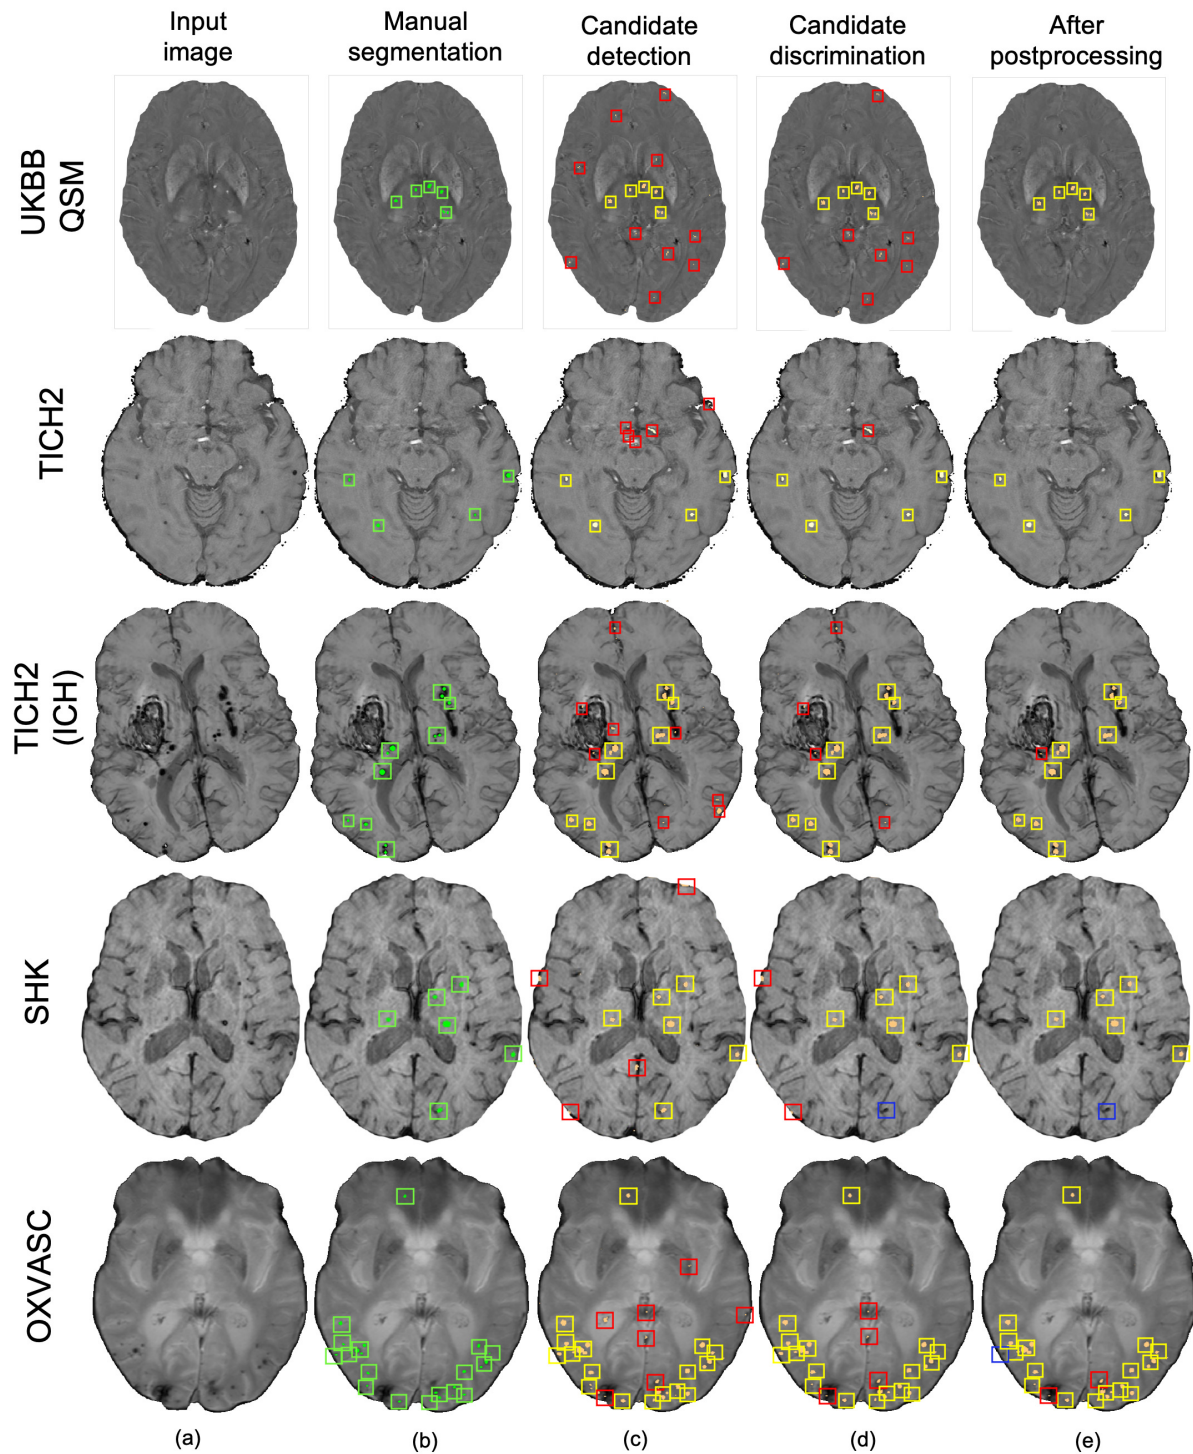 Input image
Manual segmentation
Candidate detection
Candidate discrimination
After postprocessing
UKBB QSM
TICH2
TICH2 (ICH)
SHK
OXVASC
(a)
(b)
(c)
(d)
(e)